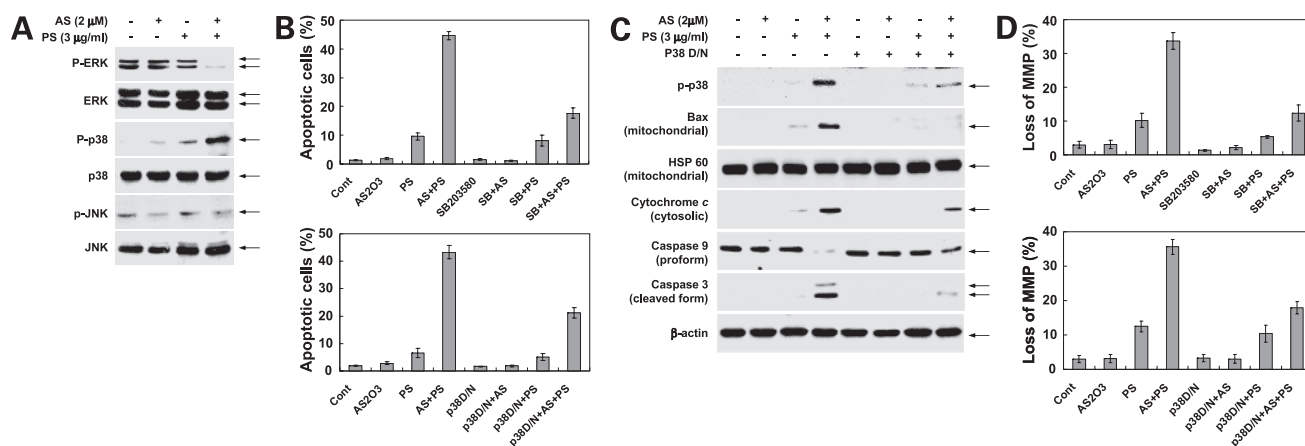 A
AS (2 μM) - + - +
PS (3 μg/ml) - - + +
P-ERK
ERK
P-p38
p38
p-JNK
JNK
B
Apoptotic cells (%)
50
40
30
20
10
0
Cont
AS2O3
PS
AS+PS
SB203580
SB+AS
SB+PS
SB+AS+PS
Apoptotic cells (%)
50
40
30
20
10
0
Cont
AS2O3
PS
AS+PS
p38D/N
p38D/N+AS
p38D/N+PS
p38D/N+AS+PS
C
AS (2μM) - + - + - + - +
PS (3 μg/ml) - - + + - - + +
P38 D/N - - - - + + + +
p-p38
Bax
(mitochondrial)
HSP 60
(mitochondrial)
Cytochrome c
(cytosolic)
Caspase 9
(proform)
Caspase 3
(cleaved form)
β-actin
D
Loss of MMP (%)
40
30
20
10
0
Cont
AS2O3
PS
AS+PS
SB203580
SB+AS
SB+PS
SB+AS+PS
Loss of MMP (%)
40
30
20
10
0
Cont
AS2O3
PS
AS+PS
p38D/N
p38D/N+AS
p38D/N+PS
p38D/N+AS+PS